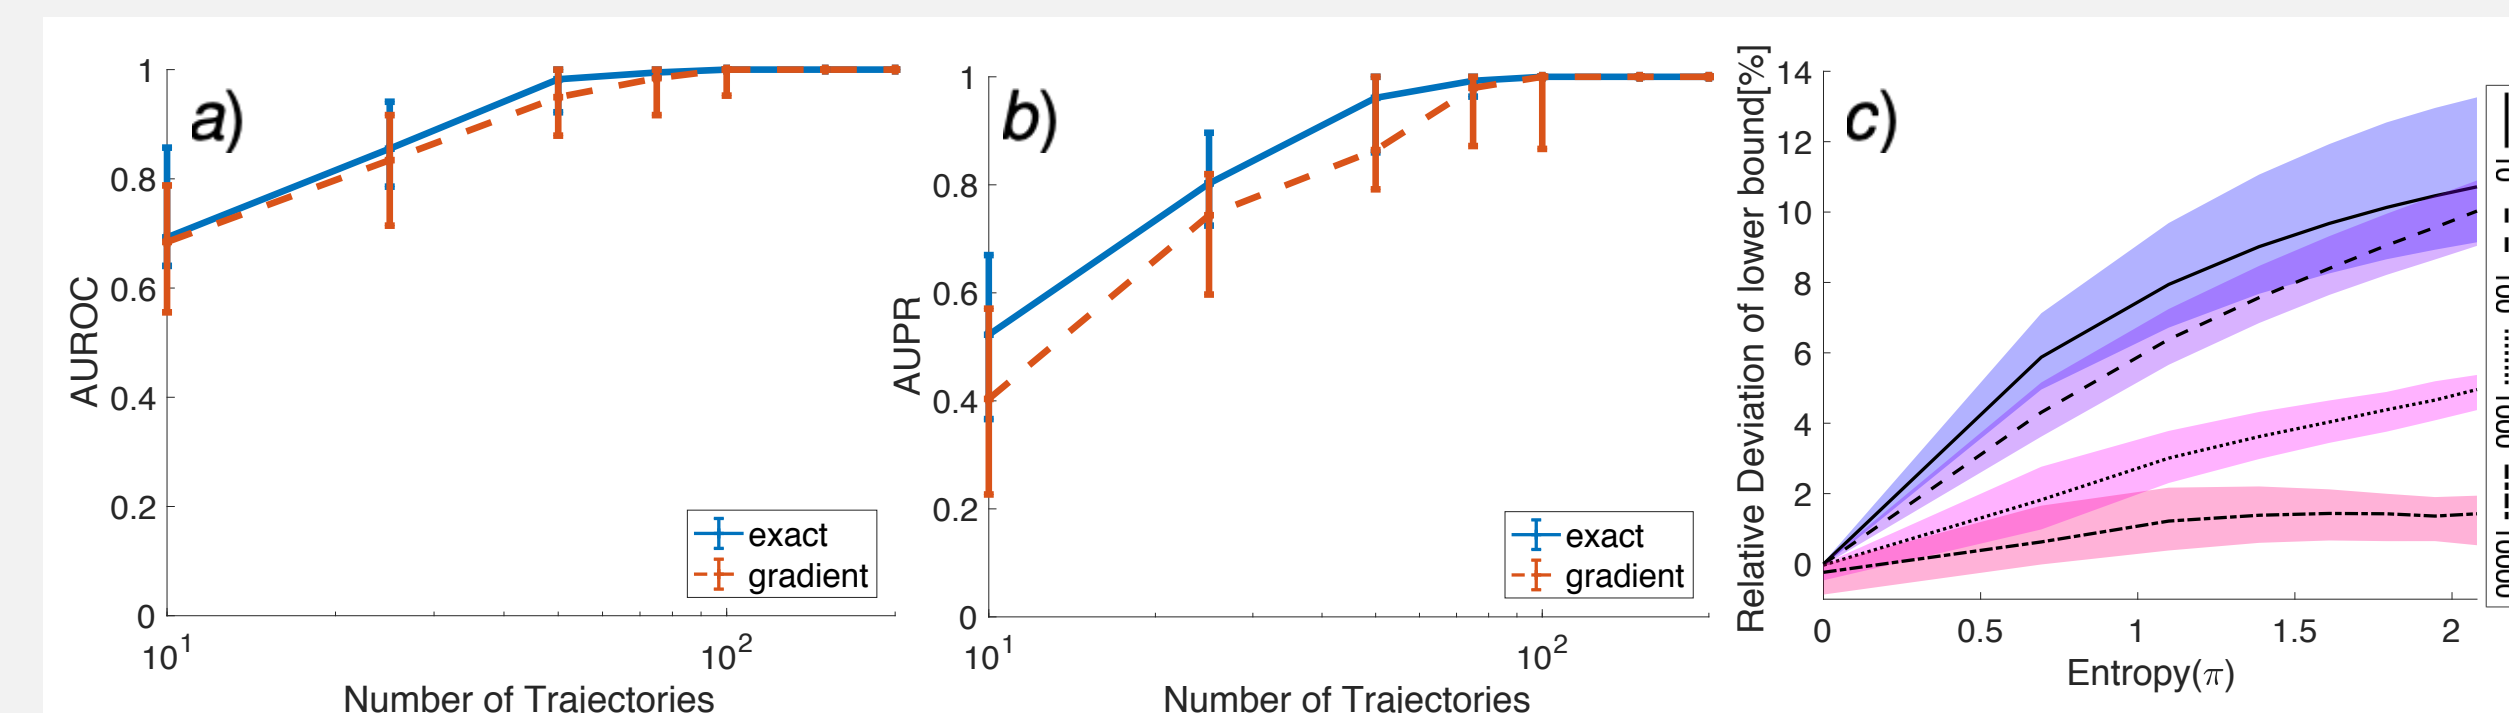 a)
AUROC
1
0.8
0.6
0.4
0.2
0
10^1
10^2
Number of Trajectories
exact
gradient
b)
AUPR
1
0.8
0.6
0.4
0.2
0
10^1
10^2
Number of Trajectories
exact
gradient
c)
Relative Deviation of lower bound[%]
14
12
10
8
6
4
2
0
0
0.5
1
1.5
2
Entropy(π)